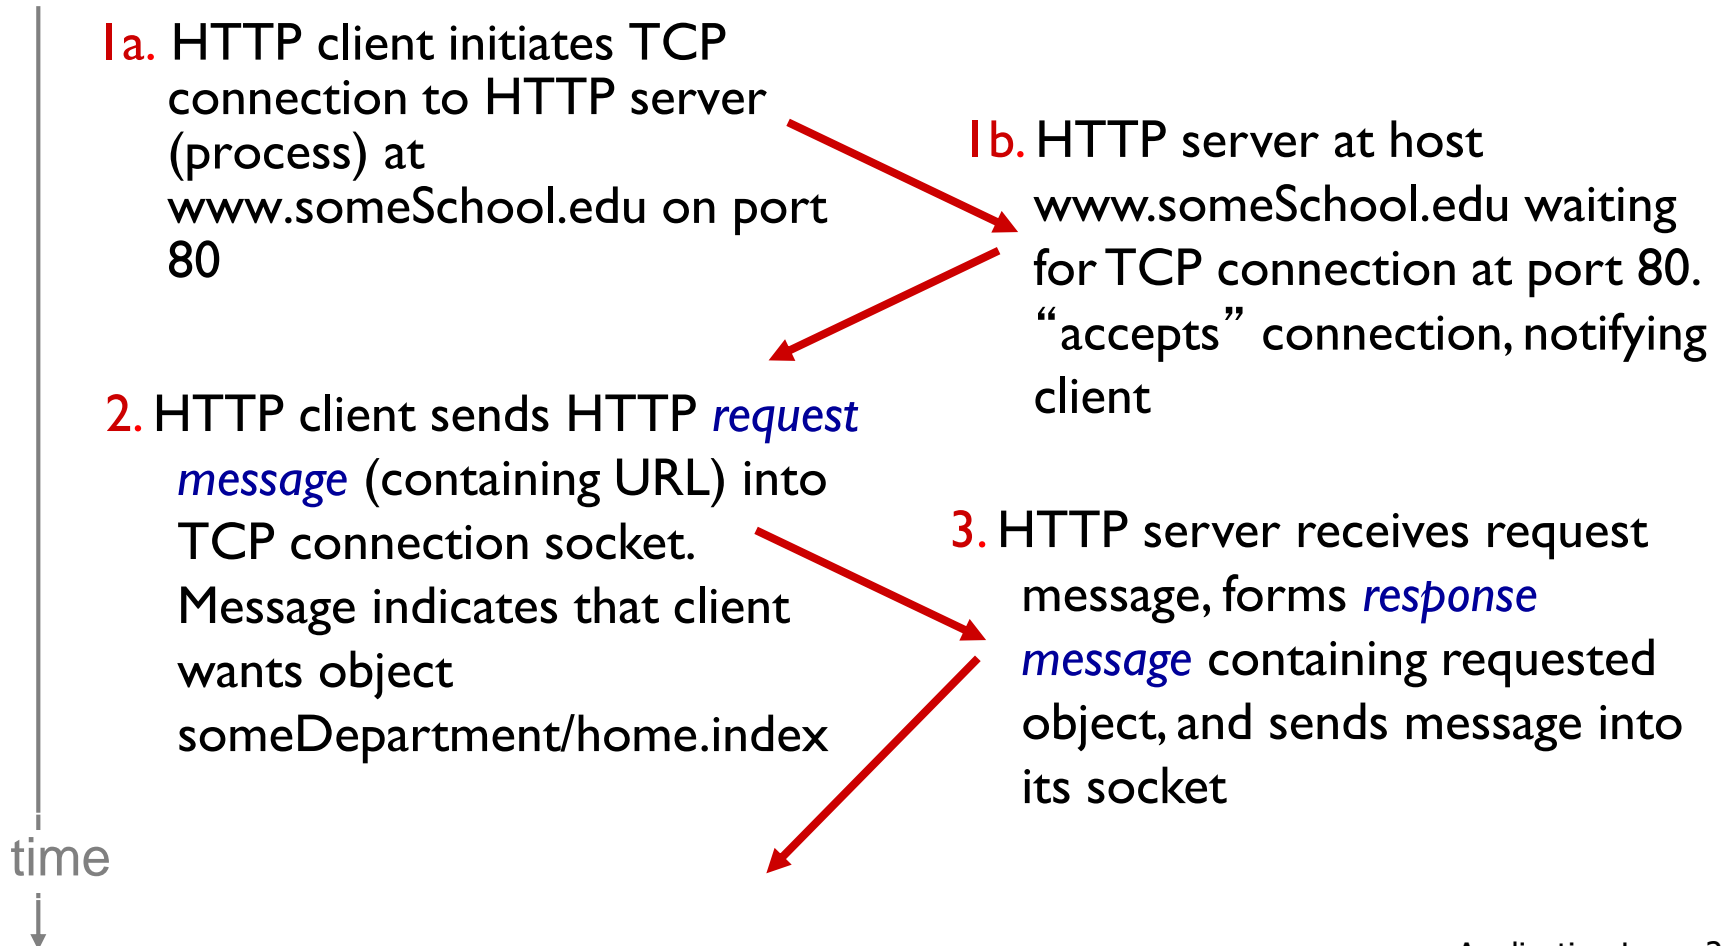 1a. HTTP client initiates TCP
connection to HTTP server
(process) at
www.someSchool.edu on port
80
1b. HTTP server at host
www.someSchool.edu waiting
for TCP connection at port 80.
“accepts” connection, notifying
client
2. HTTP client sends HTTP request
message (containing URL) into
TCP connection socket.
Message indicates that client
wants object
someDepartment/home.index
3. HTTP server receives request
message, forms response
message containing requested
object, and sends message into
its socket
time